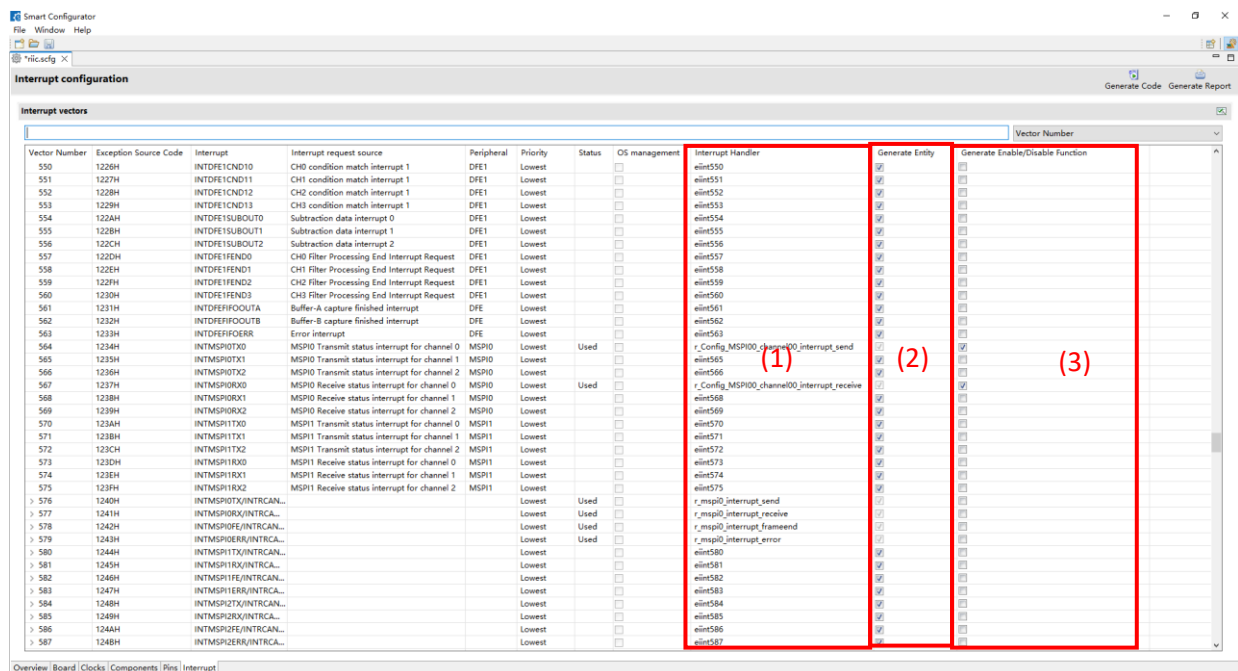 Smart Configurator
File Window Help
*riic.scfg
Interrupt configuration
Generate Code Generate Report
Interrupt vectors
Vector Number
Vector Number Exception Source Code Interrupt Interrupt request source Peripheral Priority Status OS management Interrupt Handler Generate Entity Generate Enable/Disable Function
550 1226H INTDFE1CND10 CH0 condition match interrupt 1 DFE1 Lowest eiint550
551 1227H INTDFE1CND11 CH1 condition match interrupt 1 DFE1 Lowest eiint551
552 1228H INTDFE1CND12 CH2 condition match interrupt 1 DFE1 Lowest eiint552
553 1229H INTDFE1CND13 CH3 condition match interrupt 1 DFE1 Lowest eiint553
554 122AH INTDFE1SUBOUT0 Subtraction data interrupt 0 DFE1 Lowest eiint554
555 122BH INTDFE1SUBOUT1 Subtraction data interrupt 1 DFE1 Lowest eiint555
556 122CH INTDFE1SUBOUT2 Subtraction data interrupt 2 DFE1 Lowest eiint556
557 122DH INTDFE1FEND0 CH0 Filter Processing End Interrupt Request DFE1 Lowest eiint557
558 122EH INTDFE1FEND1 CH1 Filter Processing End Interrupt Request DFE1 Lowest eiint558
559 122FH INTDFE1FEND2 CH2 Filter Processing End Interrupt Request DFE1 Lowest eiint559
560 1230H INTDFE1FEND3 CH3 Filter Processing End Interrupt Request DFE1 Lowest eiint560
561 1231H INTDFEFIFOOUTA Buffer-A capture finished interrupt DFE Lowest eiint561
562 1232H INTDFEFIFOOUTB Buffer-B capture finished interrupt DFE Lowest eiint562
563 1233H INTDFEFIFOERR Error interrupt DFE Lowest eiint563
564 1234H INTMSPI0TX0 MSPI0 Transmit status interrupt for channel 0 MSPI0 Lowest Used r_Config_MSPI00_channel00_interrupt_send
565 1235H INTMSPI0TX1 MSPI0 Transmit status interrupt for channel 1 MSPI0 Lowest eiint565 (1) (2) (3)
566 1236H INTMSPI0TX2 MSPI0 Transmit status interrupt for channel 2 MSPI0 Lowest eiint566
567 1237H INTMSPI0RX0 MSPI0 Receive status interrupt for channel 0 MSPI0 Lowest Used r_Config_MSPI00_channel00_interrupt_receive
568 1238H INTMSPI0RX1 MSPI0 Receive status interrupt for channel 1 MSPI0 Lowest eiint568
569 1239H INTMSPI0RX2 MSPI0 Receive status interrupt for channel 2 MSPI0 Lowest eiint569
570 123AH INTMSPI1TX0 MSPI1 Transmit status interrupt for channel 0 MSPI1 Lowest eiint570
571 123BH INTMSPI1TX1 MSPI1 Transmit status interrupt for channel 1 MSPI1 Lowest eiint571
572 123CH INTMSPI1TX2 MSPI1 Transmit status interrupt for channel 2 MSPI1 Lowest eiint572
573 123DH INTMSPI1RX0 MSPI1 Receive status interrupt for channel 0 MSPI1 Lowest eiint573
574 123EH INTMSPI1RX1 MSPI1 Receive status interrupt for channel 1 MSPI1 Lowest eiint574
575 123FH INTMSPI1RX2 MSPI1 Receive status interrupt for channel 2 MSPI1 Lowest eiint575
> 576 1240H INTMSPI0TX/INTRCAN... Lowest Used r_mspi0_interrupt_send
> 577 1241H INTMSPI0RX/INTRCA... Lowest Used r_mspi0_interrupt_receive
> 578 1242H INTMSPI0FE/INTRCAN... Lowest Used r_mspi0_interrupt_frameend
> 579 1243H INTMSPI0ERR/INTRCA... Lowest Used r_mspi0_interrupt_error
> 580 1244H INTMSPI1TX/INTRCAN... Lowest eiint580
> 581 1245H INTMSPI1RX/INTRCA... Lowest eiint581
> 582 1246H INTMSPI1FE/INTRCAN... Lowest eiint582
> 583 1247H INTMSPI1ERR/INTRCA... Lowest eiint583
> 584 1248H INTMSPI2TX/INTRCAN... Lowest eiint584
> 585 1249H INTMSPI2RX/INTRCA... Lowest eiint585
> 586 124AH INTMSPI2FE/INTRCAN... Lowest eiint586
> 587 124BH INTMSPI2ERR/INTRCA... Lowest eiint587
Overview Board Clocks Components Pins Interrupt